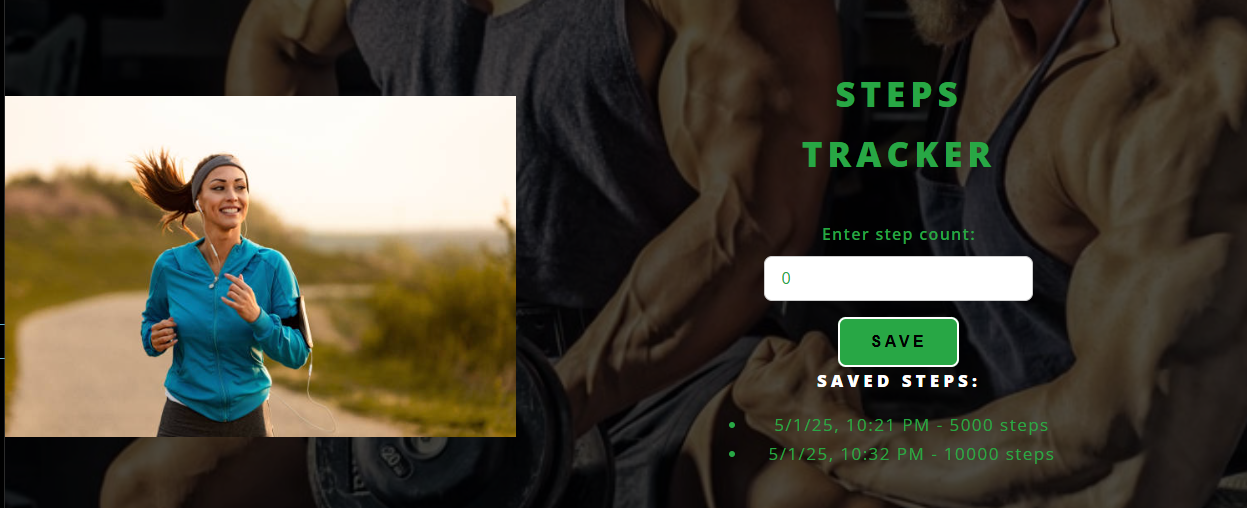 STEPS
TRACKER
Enter step count:
0
SAVE
SAVED STEPS:
5/1/25, 10:21 PM - 5000 steps
5/1/25, 10:32 PM - 10000 steps
20